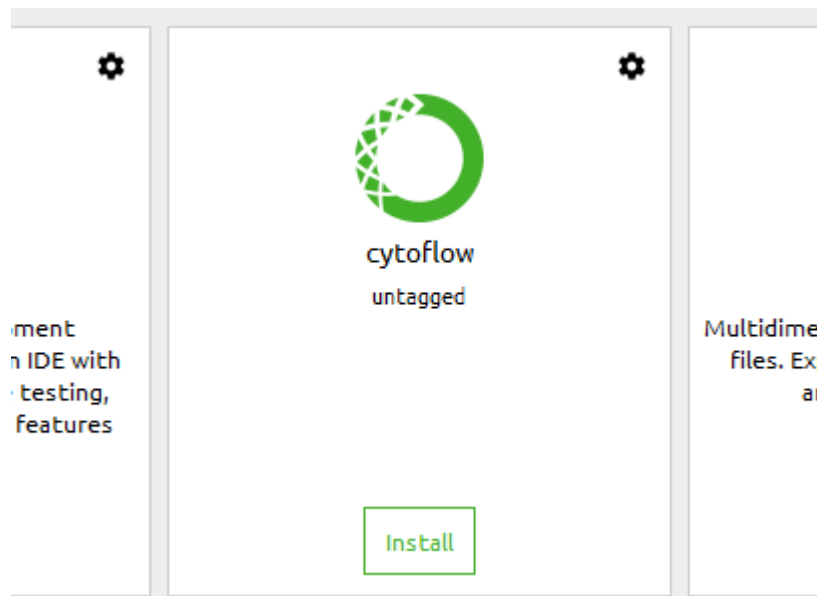 cytoflow
untagged
Install
IDE with
testing,
features
files.